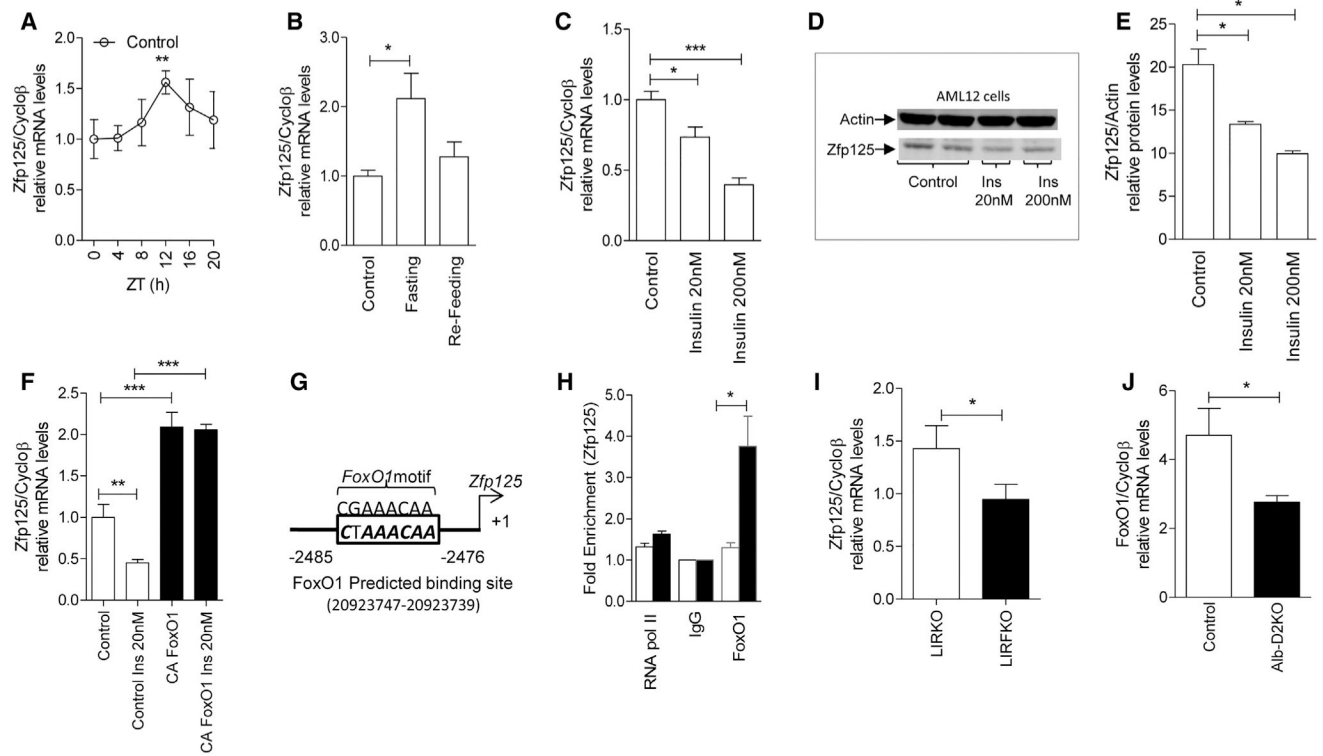 A
Zfp125/Cycloβ
relative mRNA levels
2.0
1.5
1.0
0.5
0.0
Control
**
0
4
8
12
16
20
ZT (h)
B
Zfp125/Cycloβ
relative mRNA levels
3.0
2.0
1.0
0.0
*
Control
Fasting
Re-Feeding
C
Zfp125/Cycloβ
relative mRNA levels
1.5
1.0
0.5
0.0
***
*
Control
Insulin 20nM
Insulin 200nM
D
AML12 cells
Actin
Zfp125
Control
Ins
20nM
Ins
200nM
E
Zfp125/Actin
relative protein levels
25
20
15
10
5
0
*
*
Control
Insulin 20nM
Insulin 200nM
F
Zfp125/Cycloβ
relative mRNA levels
2.5
2.0
1.5
1.0
0.5
0.0
***
***
**
Control
Control Ins 20nM
CA FoxO1
CA FoxO1 Ins 20nM
G
FoxO1motif
Zfp125
CGAAACAA
CTAAACAA
+1
-2485
-2476
FoxO1 Predicted binding site
(20923747-20923739)
H
Fold Enrichment (Zfp125)
5.0
4.0
3.0
2.0
1.0
0.0
*
RNA pol II
IgG
FoxO1
I
Zfp125/Cycloβ
relative mRNA levels
2.0
1.5
1.0
0.5
0.0
*
LIRKO
LIRFKO
J
FoxO1/Cycloβ
relative mRNA levels
6
4
2
0
*
Control
Alb-D2KO